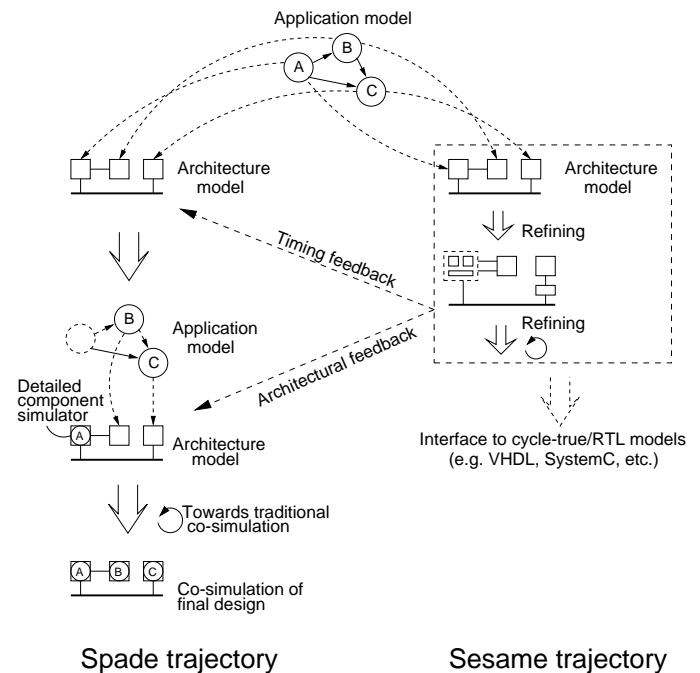 Application model
B
A
C
Architecture
model
Architecture
model
Refining
Timing feedback
B
Application
model
C
Refining
Architectural feedback
Detailed
component
simulator
A
Architecture
model
Interface to cycle-true/RTL models
(e.g. VHDL, SystemC, etc.)
Towards traditional
co-simulation
A
B
C
Co-simulation of
final design
Spade trajectory
Sesame trajectory